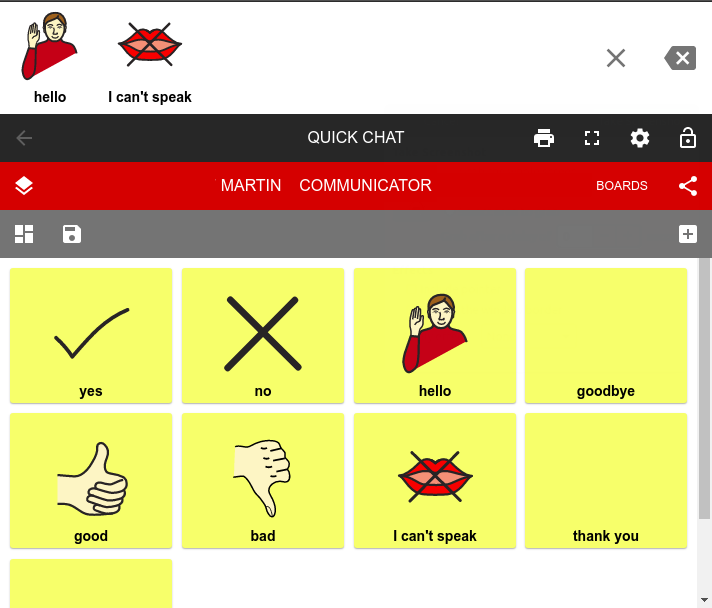 hello
I can't speak
QUICK CHAT
MARTIN COMMUNICATOR
BOARDS
yes
no
hello
goodbye
good
bad
I can't speak
thank you